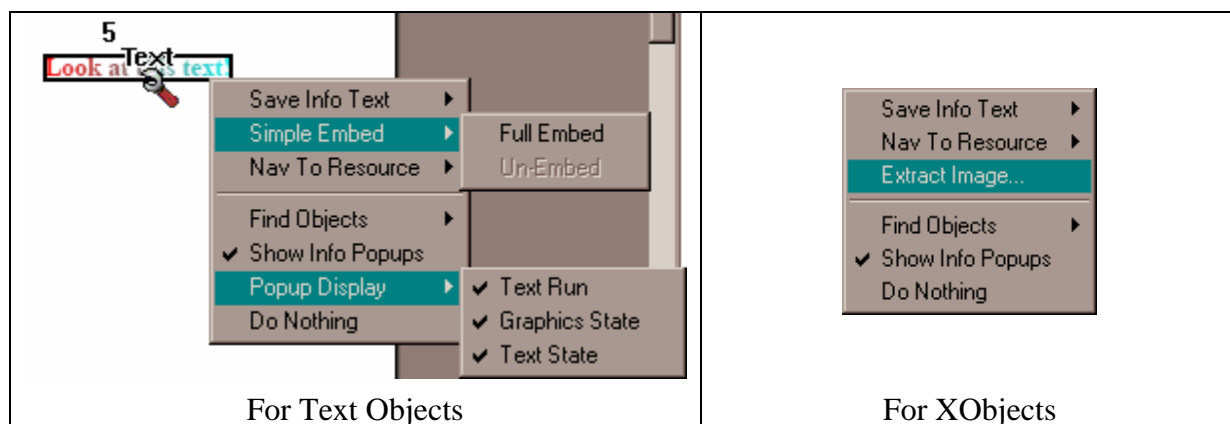 5
Text
Look at this text!
Save Info Text
Simple Embed
Nav To Resource
Find Objects
Show Info Popups
Popup Display
Do Nothing
Full Embed
Un-Embed
Text Run
Graphics State
Text State
For Text Objects
Save Info Text
Nav To Resource
Extract Image...
Find Objects
Show Info Popups
Do Nothing
For XObjects